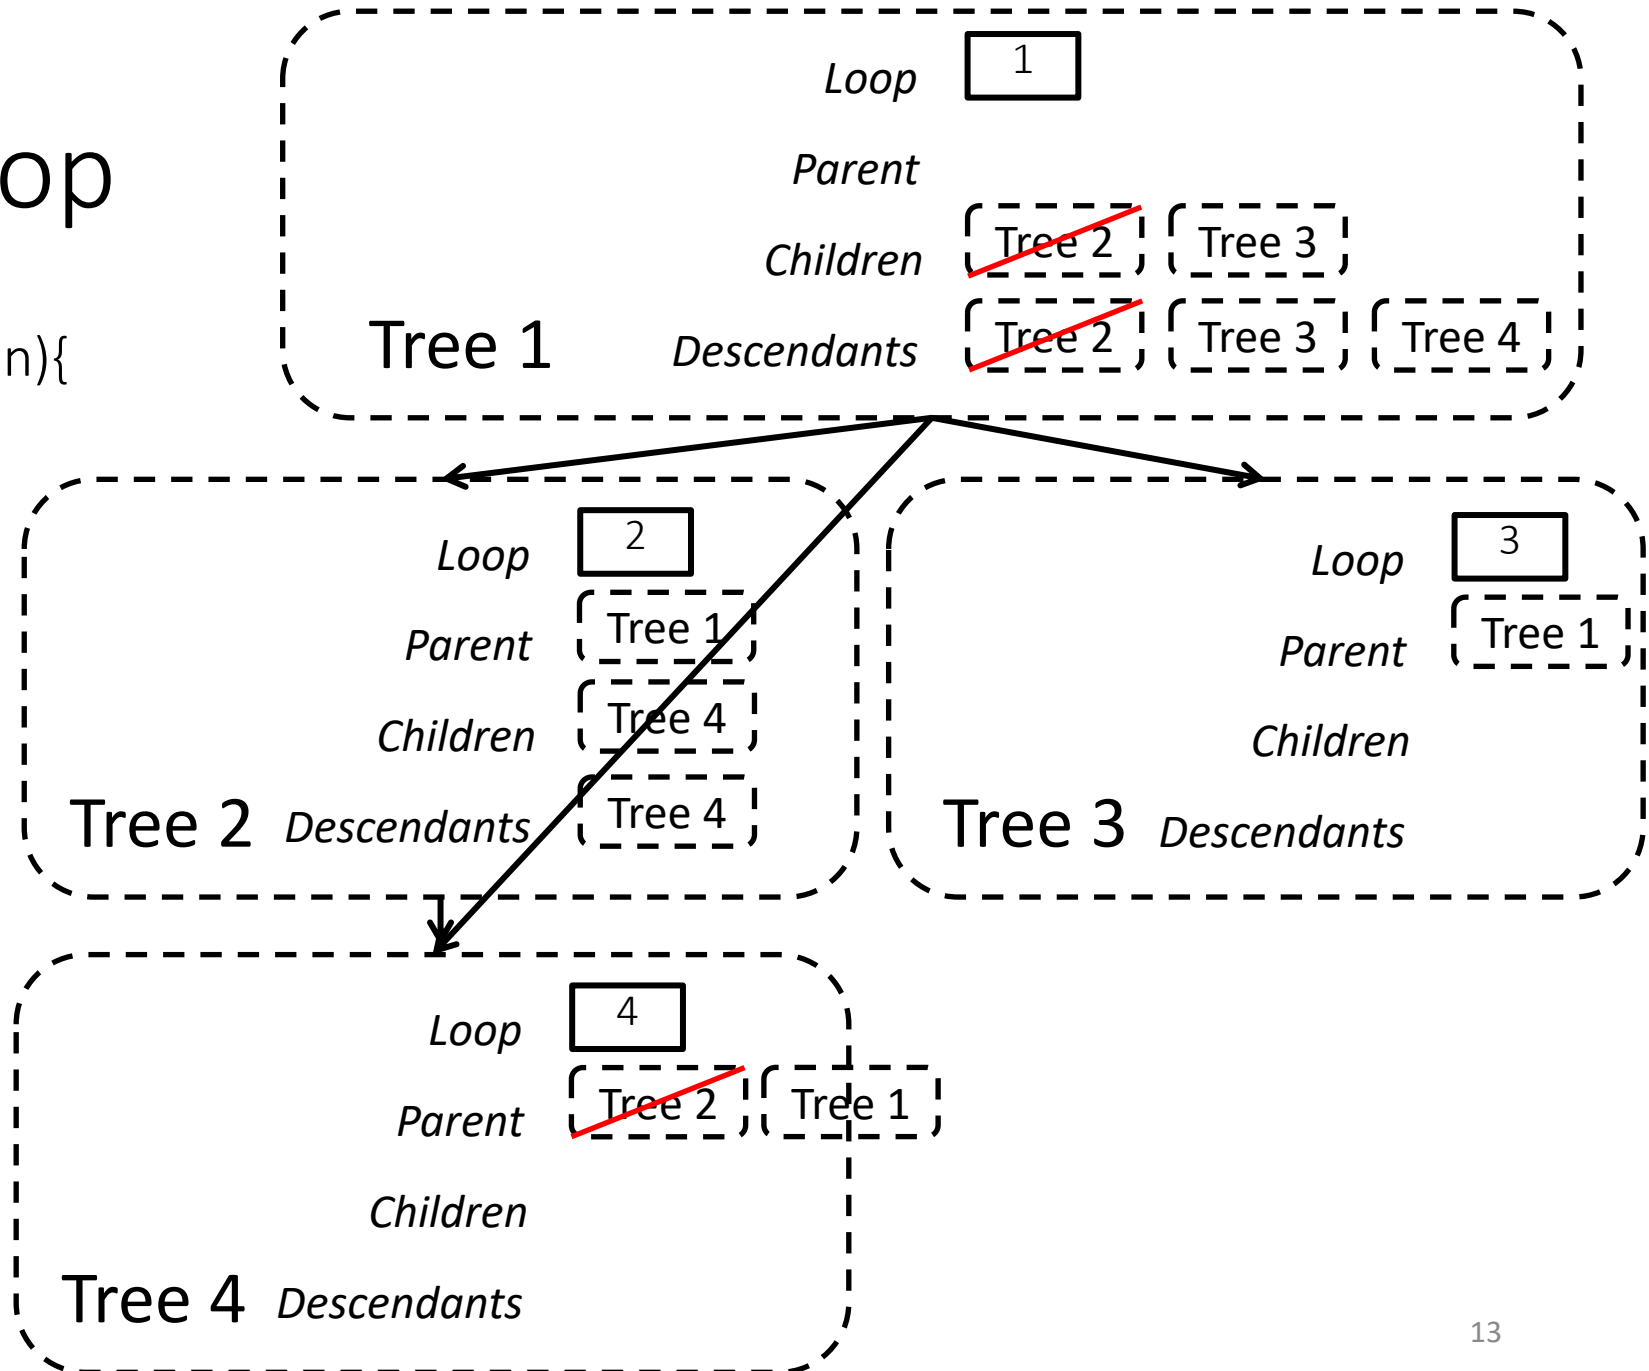 op
n){
Loop 1
Parent
Children Tree 2 Tree 3
Tree 1 Descendants Tree 2 Tree 3 Tree 4
Loop 2
Parent Tree 1
Children Tree 4
Tree 2 Descendants Tree 4
Loop 3
Parent Tree 1
Children
Tree 3 Descendants
Loop 4
Parent Tree 2 Tree 1
Children
Tree 4 Descendants
13